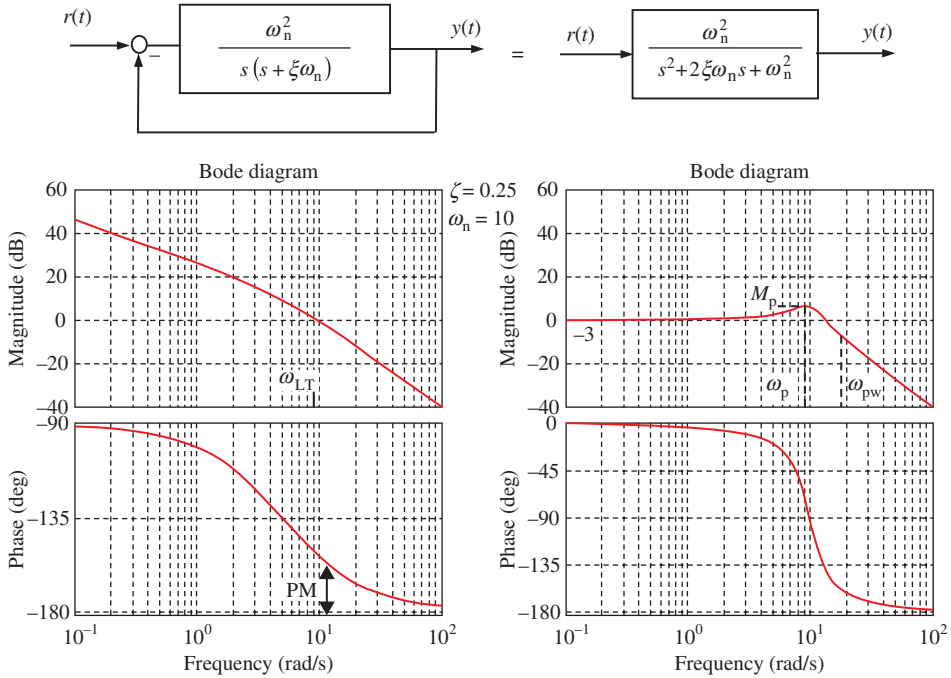 r(t)
ω_n^2
s(s + ξω_n)
−
y(t)
=
r(t)
ω_n^2
s^2+2ξω_n s + ω_n^2
y(t)
Bode diagram
Magnitude (dB)
60
40
20
0
−20
−40
ω_LT
ζ = 0.25
ω_n = 10
Phase (deg)
−90
−135
−180
PM
10^−1
10^0
10^1
10^2
Frequency (rad/s)
Bode diagram
Magnitude (dB)
60
40
20
0
−20
−40
−3
M_p
ω_p
ω_pw
Phase (deg)
0
−45
−90
−135
−180
10^−1
10^0
10^1
10^2
Frequency (rad/s)